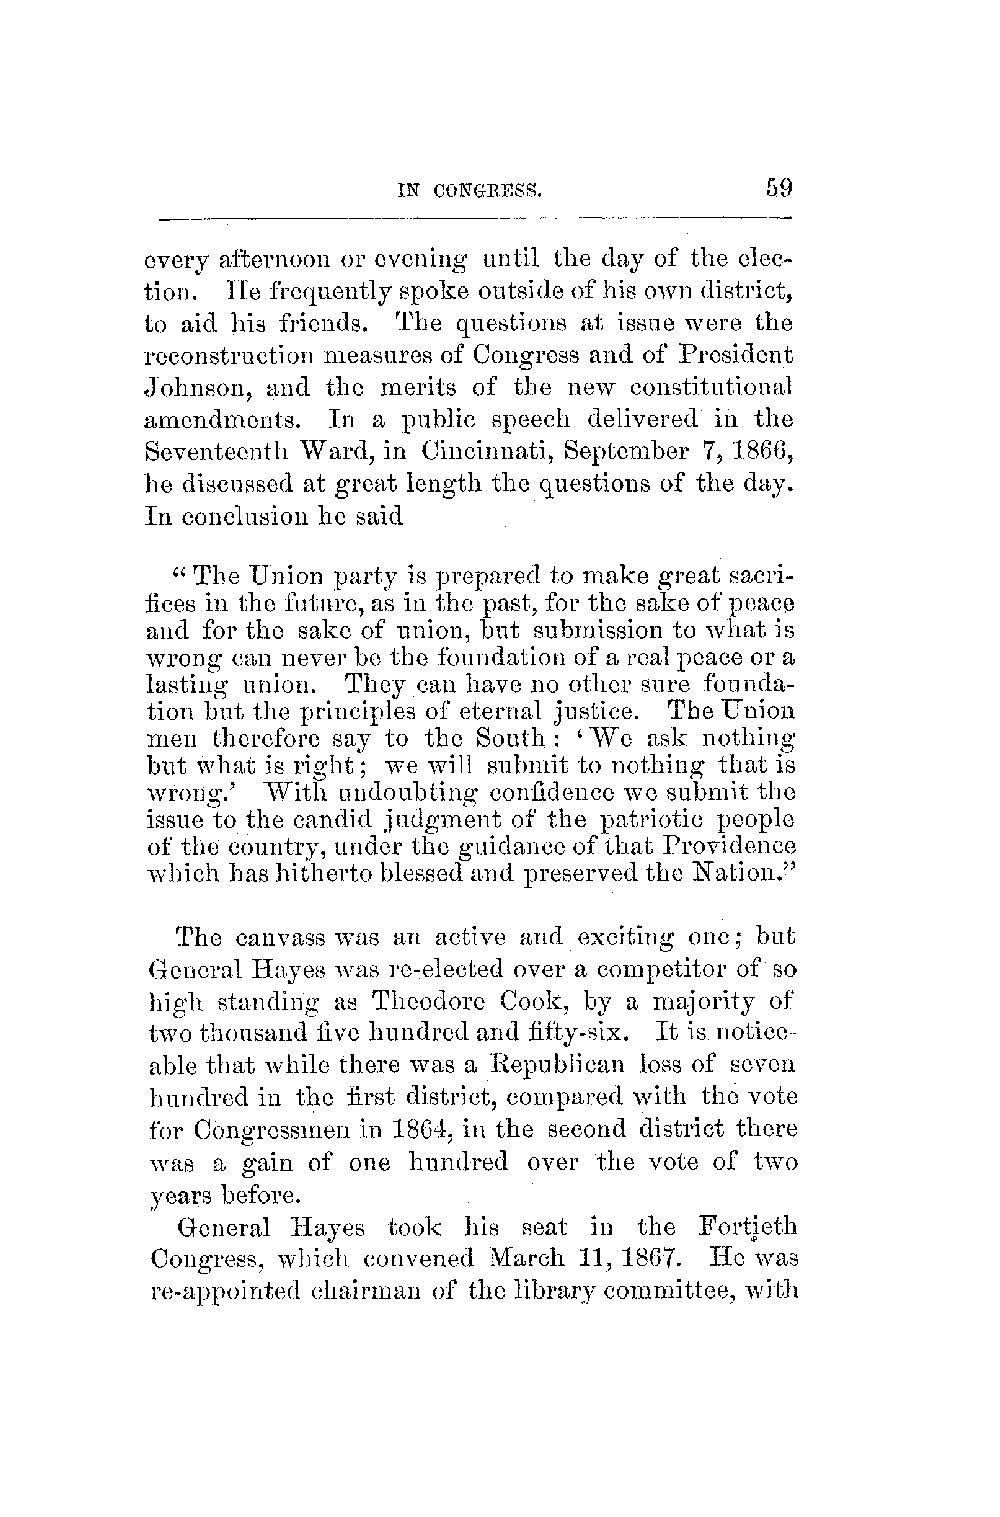 IN CONGRESS. 59
every afternoon or evening until the day of the elec-
tion. He frequently spoke outside of his own district,
to aid his friends. The questions at issue were the
reconstruction measures of Congress and of President
Johnson, and the merits of the new constitutional
amendments. In a public speech delivered in the
Seventeenth Ward, in Cincinnati, September 7, 1866,
he discussed at great length the questions of the day.
In conclusion he said
“The Union party is prepared to make great sacri-
fices in the future, as in the past, for the sake of peace
and for the sake of union, but submission to what is
wrong can never be the foundation of a real peace or a
lasting union. They can have no other sure founda-
tion but the principles of eternal justice. The Union
men therefore say to the South: ‘We ask nothing
but what is right; we will submit to nothing that is
wrong.’ With undoubting confidence we submit the
issue to the candid judgment of the patriotic people
of the country, under the guidance of that Providence
which has hitherto blessed and preserved the Nation.”
The canvass was an active and exciting one; but
General Hayes was re-elected over a competitor of so
high standing as Theodore Cook, by a majority of
two thousand five hundred and fifty-six. It is notice-
able that while there was a Republican loss of seven
hundred in the first district, compared with the vote
for Congressmen in 1864, in the second district there
was a gain of one hundred over the vote of two
years before.
General Hayes took his seat in the Fortieth
Congress, which convened March 11, 1867. He was
re-appointed chairman of the library committee, with